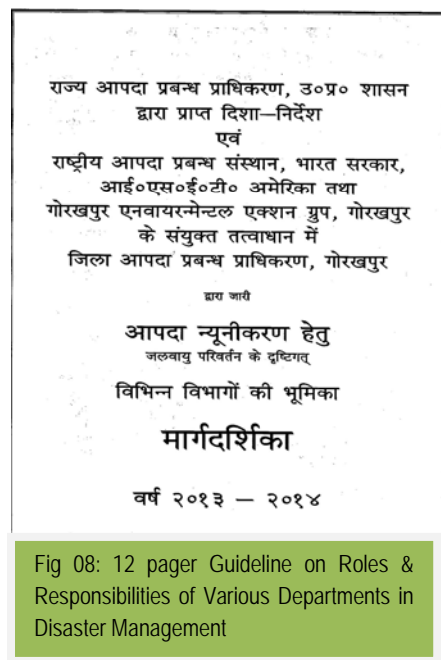 राज्य आपदा प्रबन्ध प्राधिकरण, उ०प्र० शासन
द्वारा प्राप्त दिशा–निर्देश
एवं
राष्ट्रीय आपदा प्रबन्ध संस्थान, भारत सरकार,
आई०एस०ई०टी० अमेरिका तथा
गोरखपुर एनवायरन्मेन्टल एक्शन ग्रुप, गोरखपुर
के संयुक्त तत्वाधान में
जिला आपदा प्रबन्ध प्राधिकरण, गोरखपुर
द्वारा जारी
आपदा न्यूनीकरण हेतु
जलवायु परिवर्तन के दृष्टिगत्
विभिन्न विभागों की भूमिका
मार्गदर्शिका
वर्ष २०१३ – २०१४
Fig 08: 12 pager Guideline on Roles &
Responsibilities of Various Departments in
Disaster Management